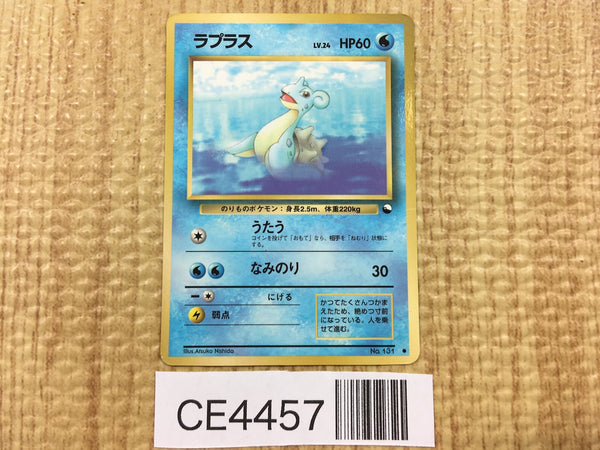 ラプラス LV.24 HP60
のりものポケモン：身長2.5m、体重220kg
うたう
コインを投げて「おもて」なら、相手を「ねむり」状態に
する。
なみのり 30
にげる
弱点
かつてたくさんつかま
えたため、絶めつ寸前
になっている。人を乗
せて進む。
Illus.Atsuko Nishida No.131
CE4457